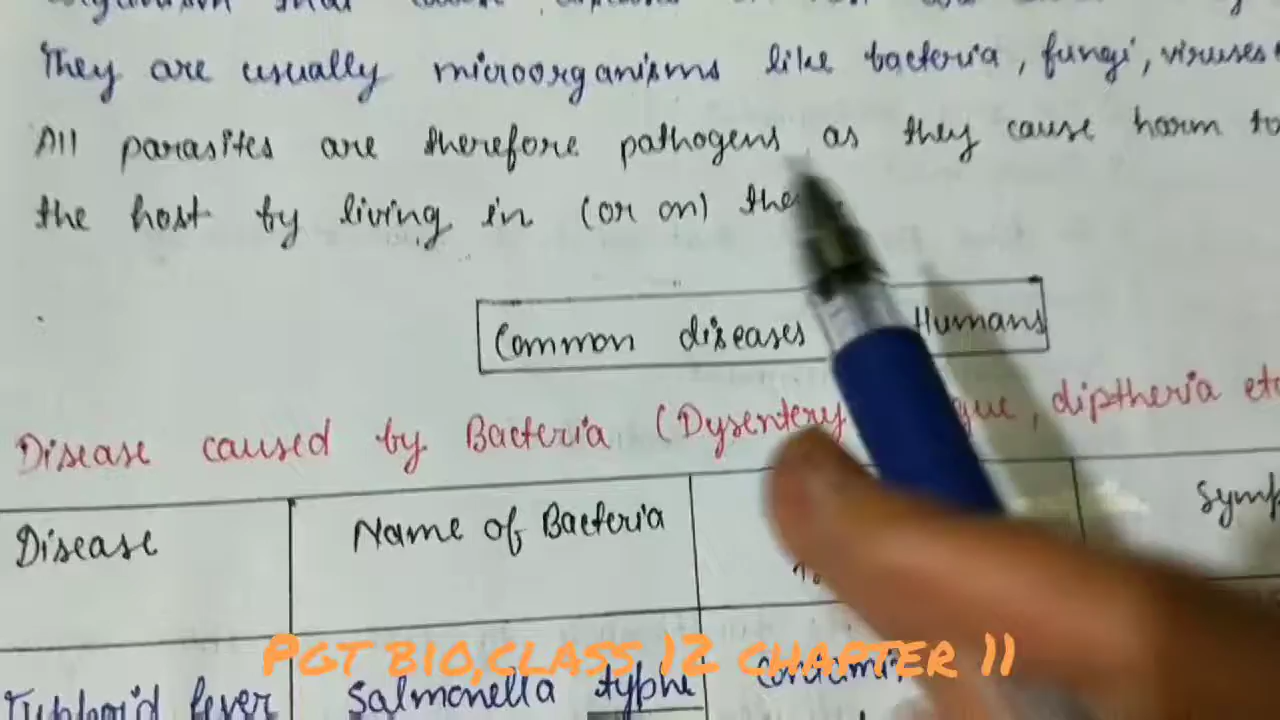 They are usually microorganisms like bacteria, fungi, viruses
All parasites are therefore pathogens as they cause harm to
the host by living in (or on)
Common diseases Humans
Disease caused by Bacteria (Dysentery, diptheria etc
Disease Name of Bacteria
Typhoid fever Salmonella typhe
PGT BIO,CLASS 12 CHAPTER 11